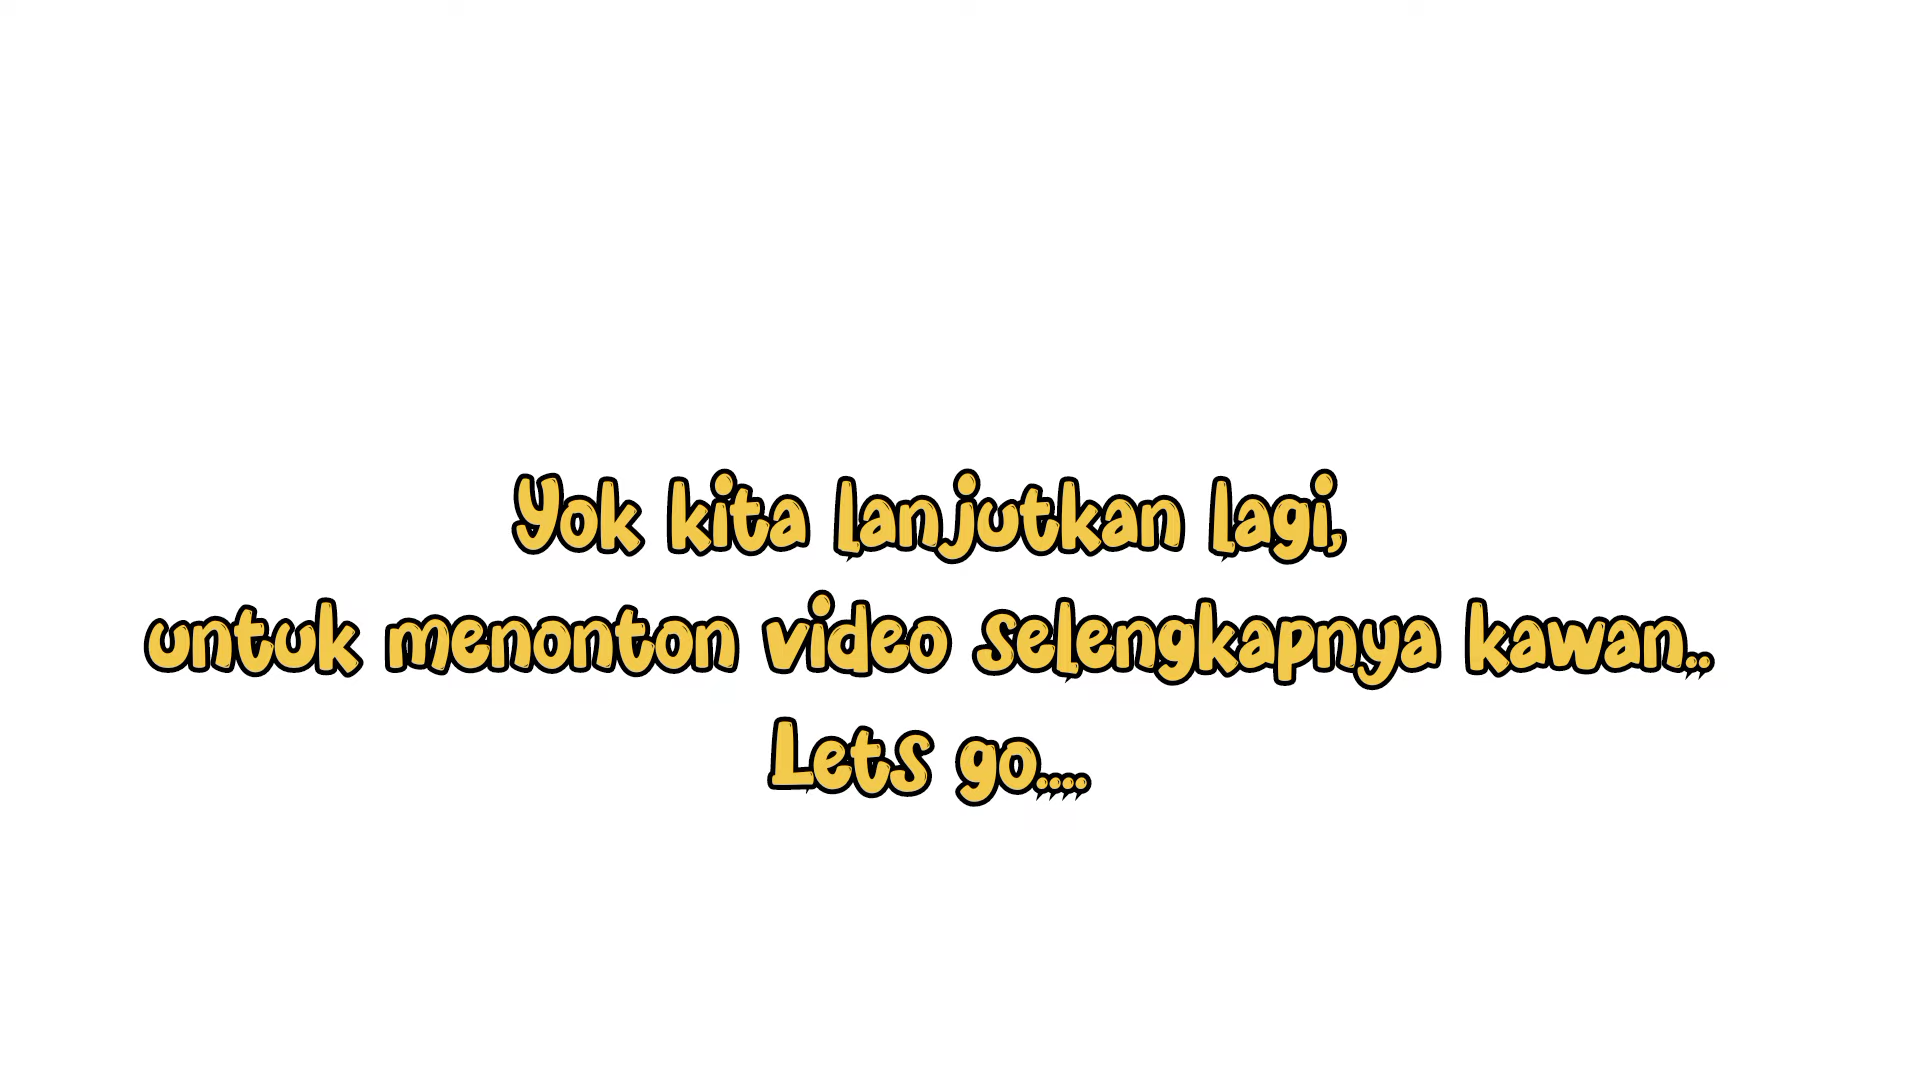 Yok kita lanjutkan lagi,
untuk menonton video selengkapnya kawan..
Lets go....